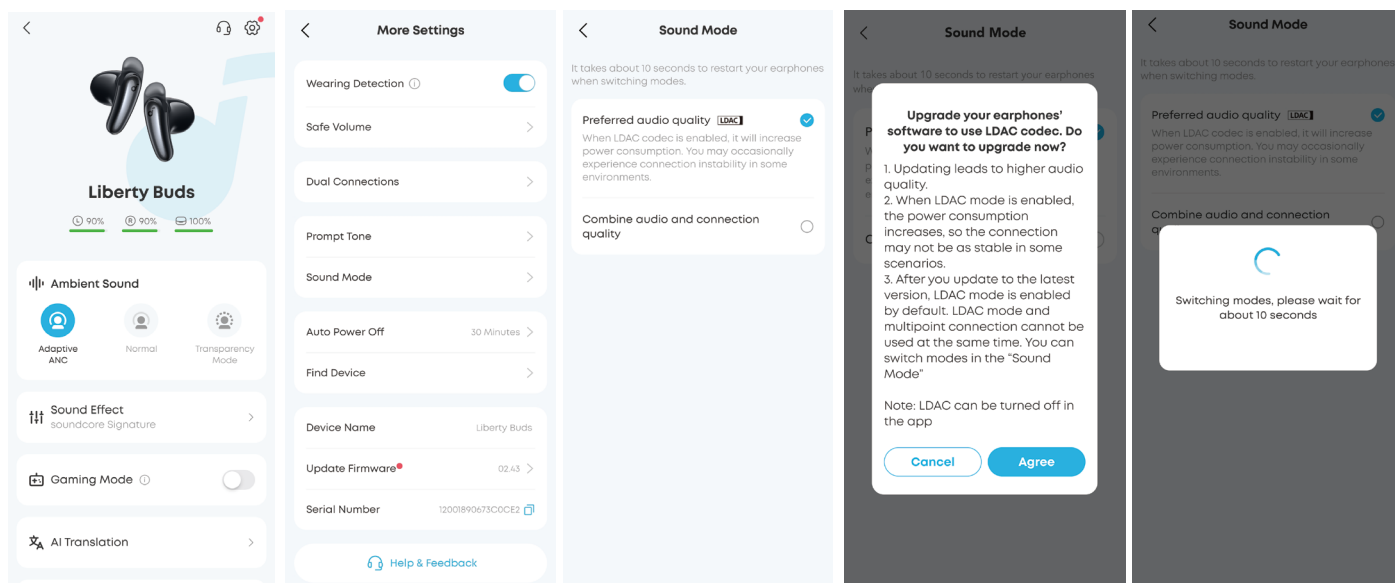 Liberty Buds
L 90%
R 90%
100%
Ambient Sound
Adaptive
ANC
Normal
Transparency
Mode
Sound Effect
soundcore Signature
Gaming Mode
AI Translation
More Settings
Wearing Detection
Safe Volume
Dual Connections
Prompt Tone
Sound Mode
Auto Power Off 30 Minutes
Find Device
Device Name Liberty Buds
Update Firmware 02.43
Serial Number 12001890673C0CE2
Help & Feedback
Sound Mode
It takes about 10 seconds to restart your earphones
when switching modes.
Preferred audio quality LDAC
When LDAC codec is enabled, it will increase
power consumption. You may occasionally
experience connection instability in some
environments.
Combine audio and connection
quality
Sound Mode
It takes about 10 seconds to restart your earphones
Upgrade your earphones'
software to use LDAC codec. Do
you want to upgrade now?
1. Updating leads to higher audio
quality.
2. When LDAC mode is enabled,
the power consumption
increases, so the connection
may not be as stable in some
scenarios.
3. After you update to the latest
version, LDAC mode is enabled
by default. LDAC mode and
multipoint connection cannot be
used at the same time. You can
switch modes in the “Sound
Mode”
Note: LDAC can be turned off in
the app
Cancel
Agree
Sound Mode
It takes about 10 seconds to restart your earphones
when switching modes.
Preferred audio quality LDAC
When LDAC codec is enabled, it will increase
power consumption. You may occasionally
experience connection instability in some
environments.
Combine audio and connection
Switching modes, please wait for
about 10 seconds